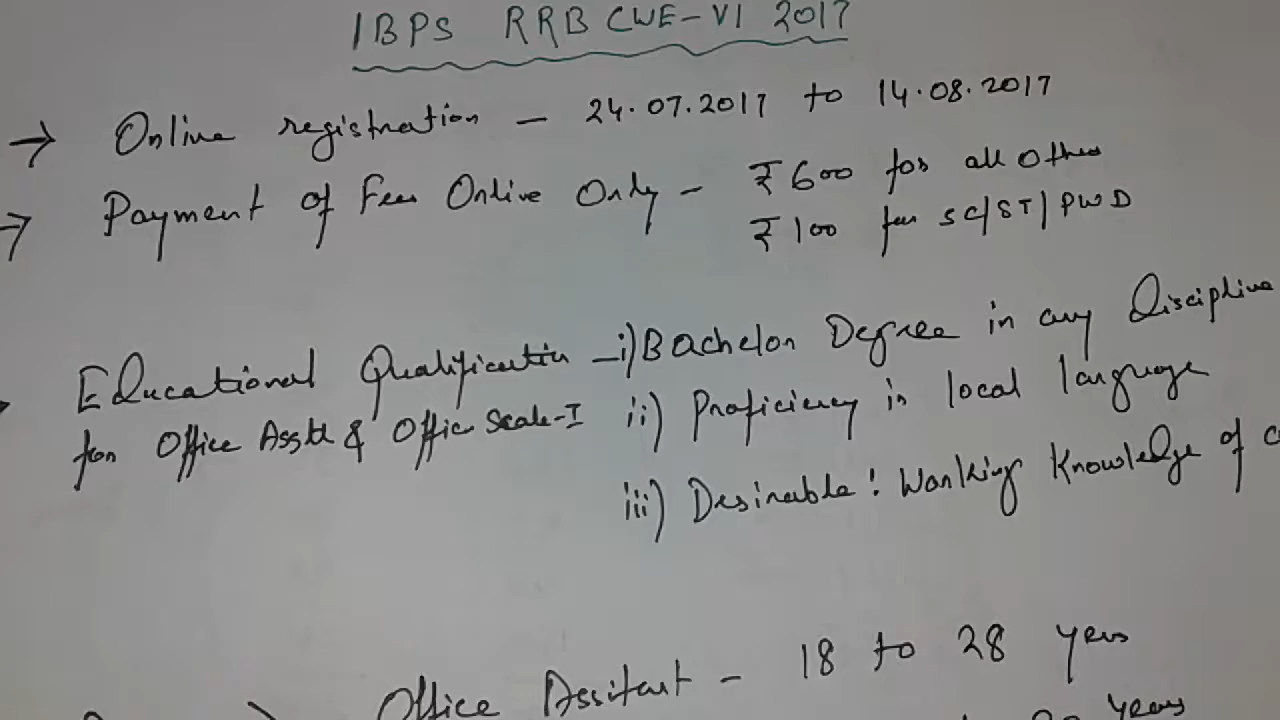 IBPS RRB CWE-VI 2017
→ Online registration - 24.07.2017 to 14.08.2017
→ Payment of Fees Online Only - ₹600 for all Others
₹100 for SC/ST/PWD
Educational Qualification - i) Bachelor Degree in any Discipline
for Office Asstt & Office Scale-I ii) Proficiency in local language
iii) Desirable: Working Knowledge of
Office Assitant - 18 to 28 years
years